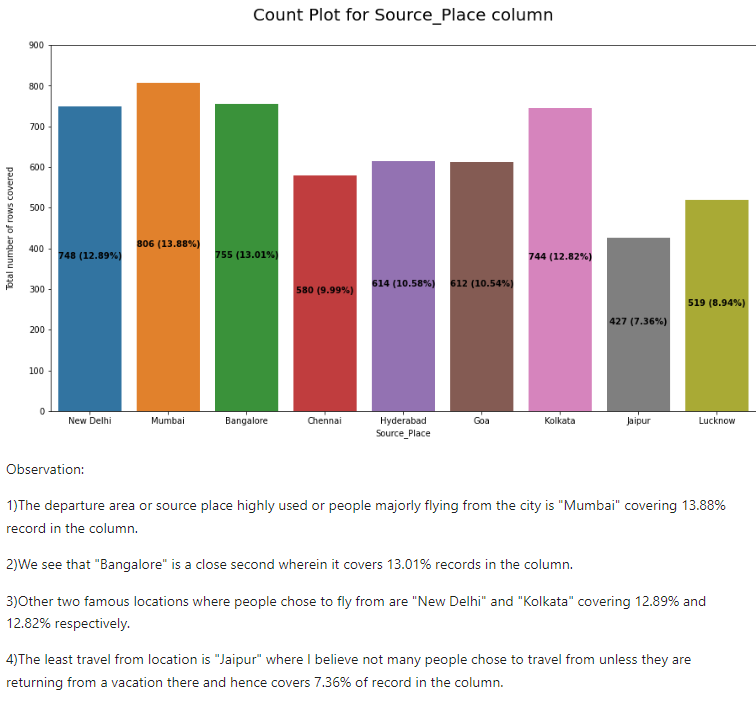 Count Plot for Source_Place column
900
800
700
600
500
400
300
200
100
0
Total number of rows covered
748 (12.89%)
806 (13.88%)
755 (13.01%)
580 (9.99%)
614 (10.58%)
612 (10.54%)
744 (12.82%)
427 (7.36%)
519 (8.94%)
New Delhi
Mumbai
Bangalore
Chennai
Hyderabad
Goa
Kolkata
Jaipur
Lucknow
Source_Place
Observation:
1)The departure area or source place highly used or people majorly flying from the city is "Mumbai" covering 13.88%
record in the column.
2)We see that "Bangalore" is a close second wherein it covers 13.01% records in the column.
3)Other two famous locations where people chose to fly from are "New Delhi" and "Kolkata" covering 12.89% and
12.82% respectively.
4)The least travel from location is "Jaipur" where I believe not many people chose to travel from unless they are
returning from a vacation there and hence covers 7.36% of record in the column.